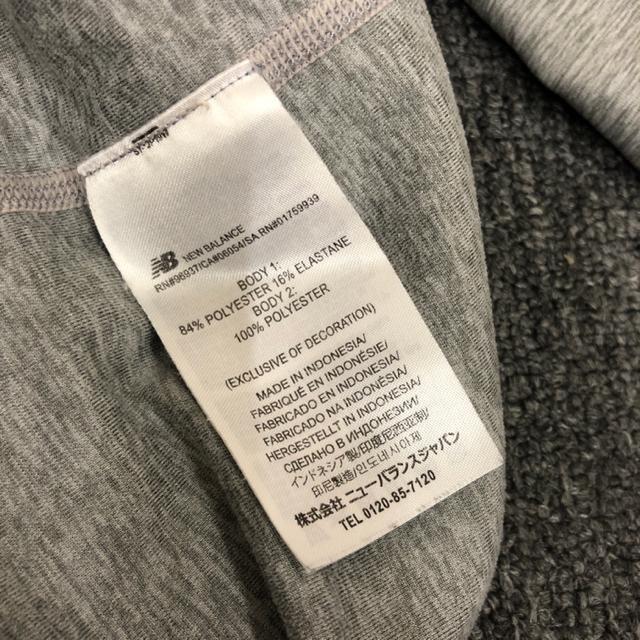 NB NEW BALANCE
RN#96937/CA#06054/SA.RN#01759939
BODY 1:
84% POLYESTER 16% ELASTANE
BODY 2:
100% POLYESTER
(EXCLUSIVE OF DECORATION)
MADE IN INDONESIA/
FABRIQUÉ EN INDONÉSIE/
FABRICADO EN INDONESIA/
FABRICADO NA INDONÉSIA/
HERGESTELLT IN INDONESIA/
СДЕЛАНО В ИНДОНЕЗИИ/
インドネシア製/印度尼西亚制/
印尼製造/인도네시아제
株式会社 ニューバランスジャパン
TEL 0120-85-7120